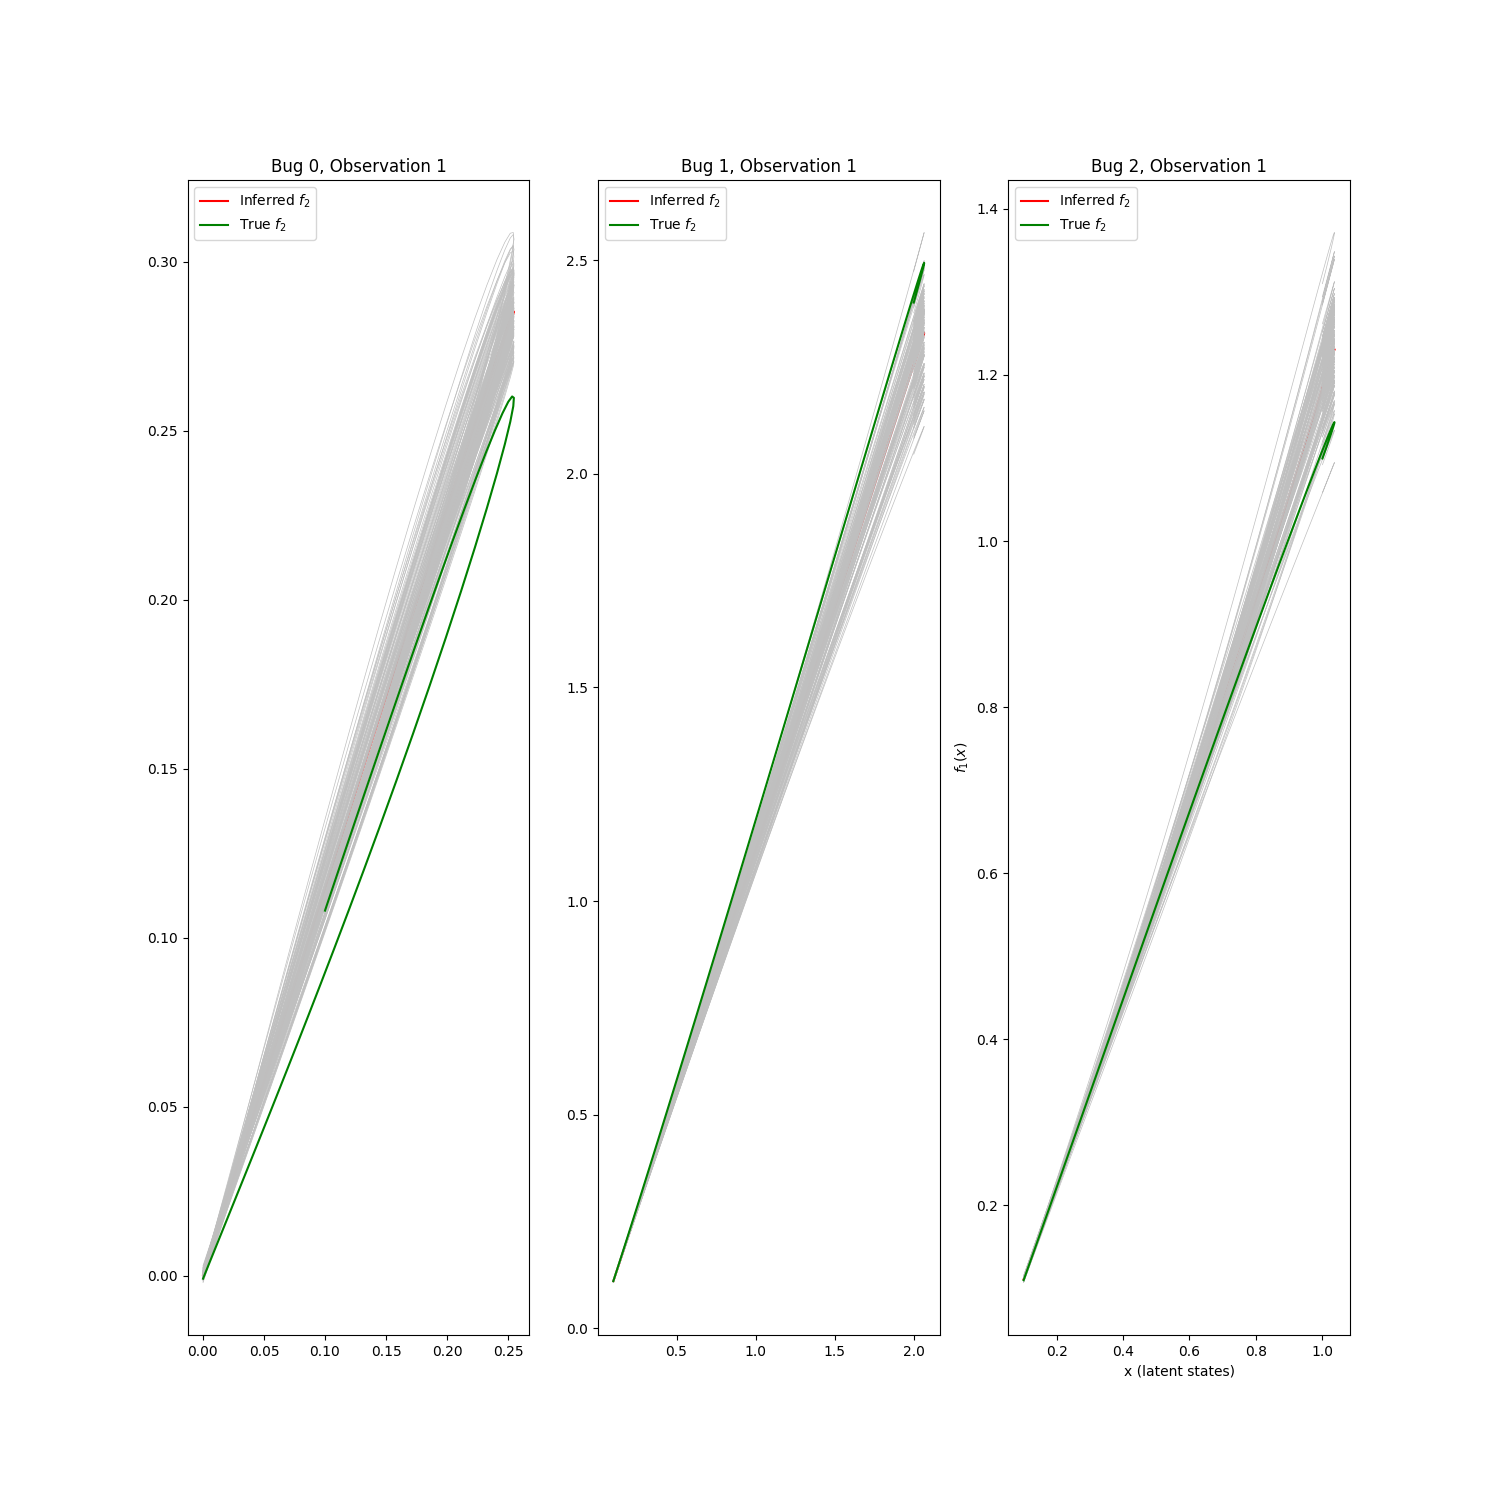 Bug 0, Observation 1
Inferred f₂
True f₂
0.30
0.25
0.20
0.15
0.10
0.05
0.00
0.00 0.05 0.10 0.15 0.20 0.25
Bug 1, Observation 1
Inferred f₂
True f₂
2.5
2.0
1.5
1.0
0.5
0.0
0.5 1.0 1.5 2.0
Bug 2, Observation 1
Inferred f₂
True f₂
f₁(x)
1.4
1.2
1.0
0.8
0.6
0.4
0.2
0.2 0.4 0.6 0.8 1.0
x (latent states)